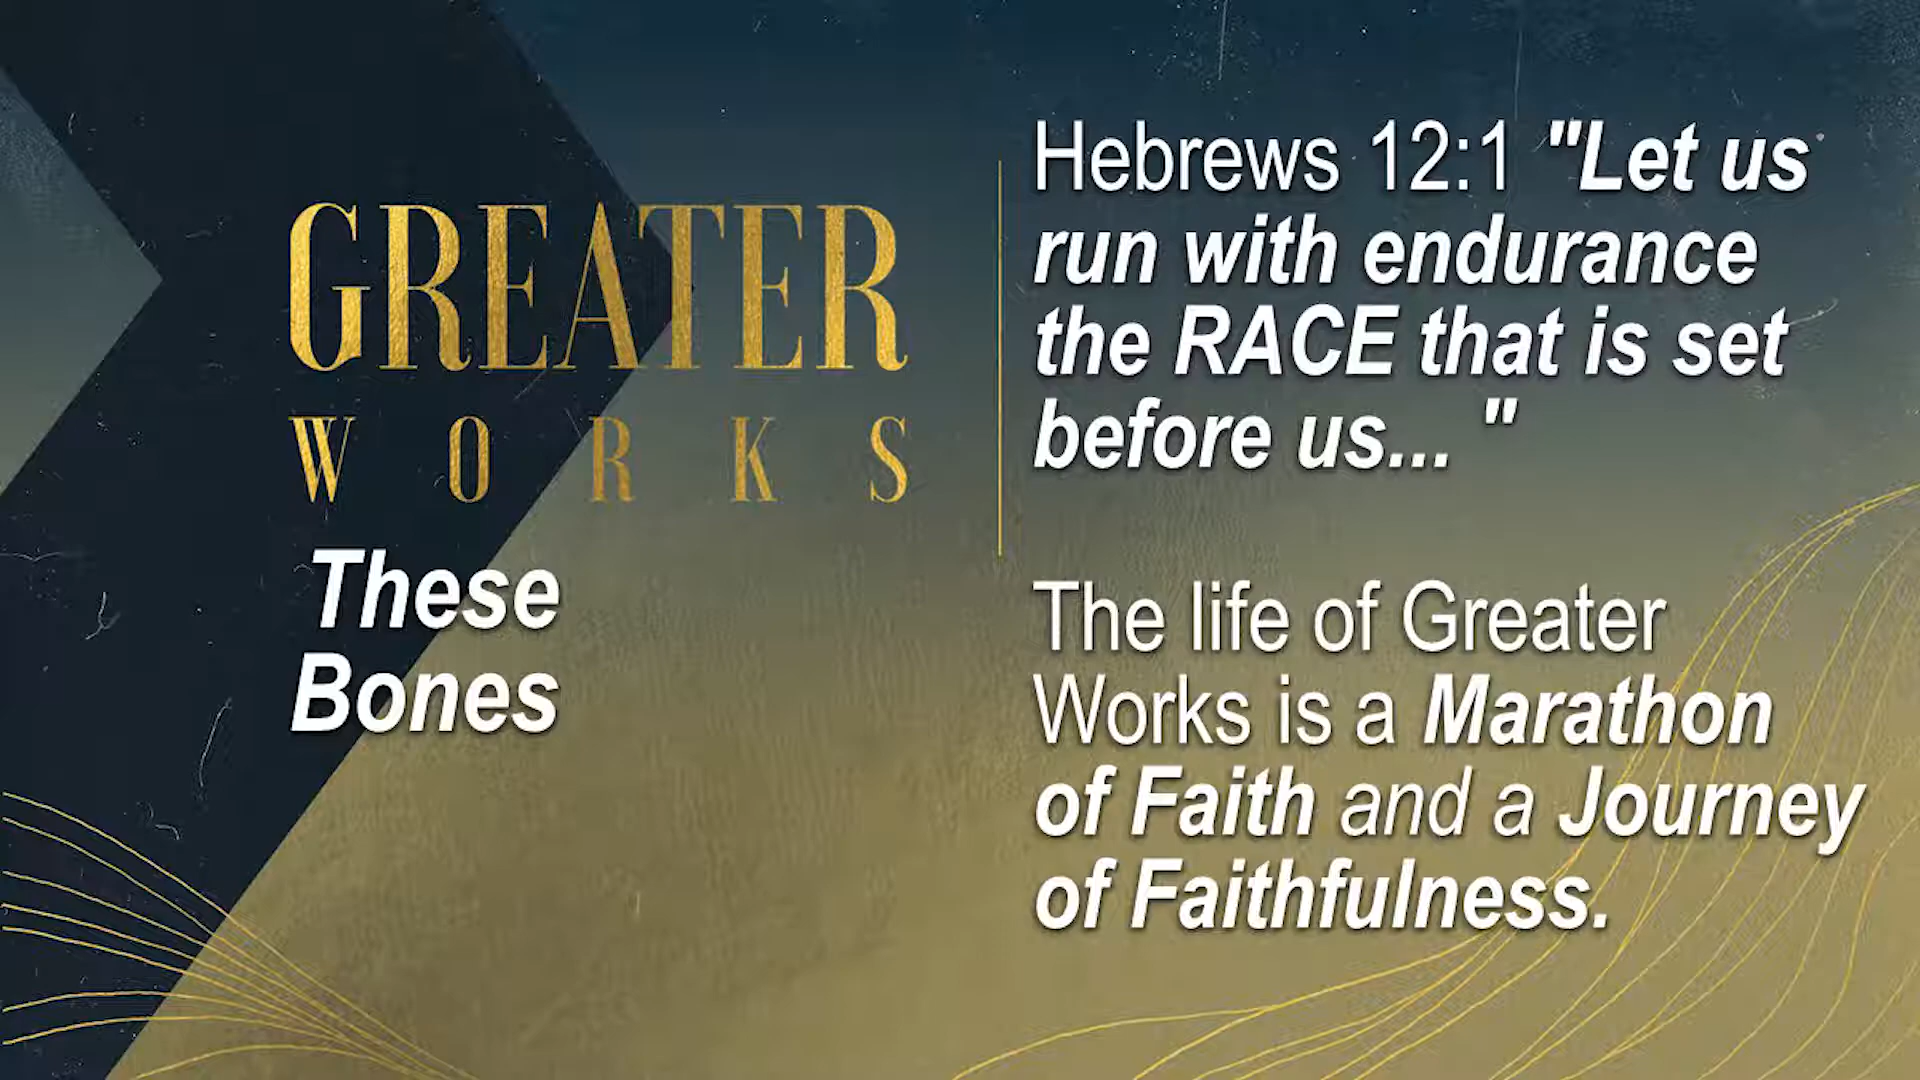 GREATER
WORKS
These
Bones
Hebrews 12:1 "Let us
run with endurance
the RACE that is set
before us... "
The life of Greater
Works is a Marathon
of Faith and a Journey
of Faithfulness.